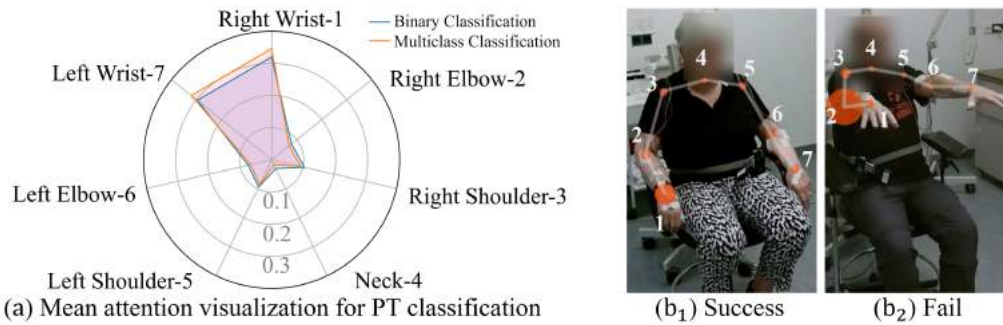 Right Wrist-1
Binary Classification
Multiclass Classification
Left Wrist-7
Right Elbow-2
Left Elbow-6
Right Shoulder-3
0.1
0.2
0.3
Left Shoulder-5
Neck-4
(a) Mean attention visualization for PT classification
4
3
5
2
6
7
1
(b₁) Success
4
3
5
6
7
2
1
(b₂) Fail